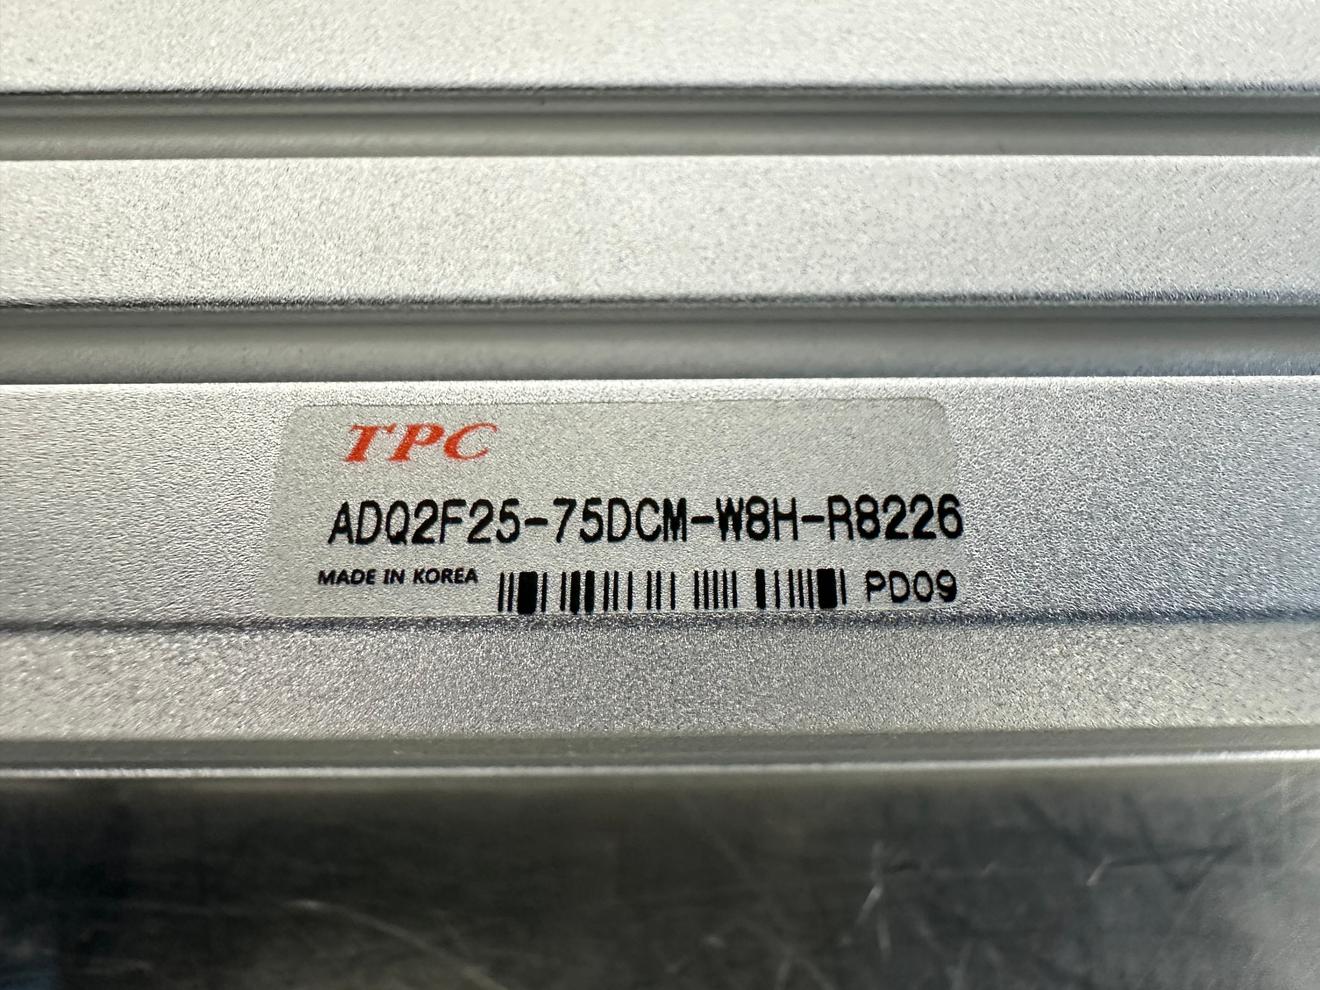 TPC
ADQ2F25-75DCM-W8H-R8226
MADE IN KOREA PD09